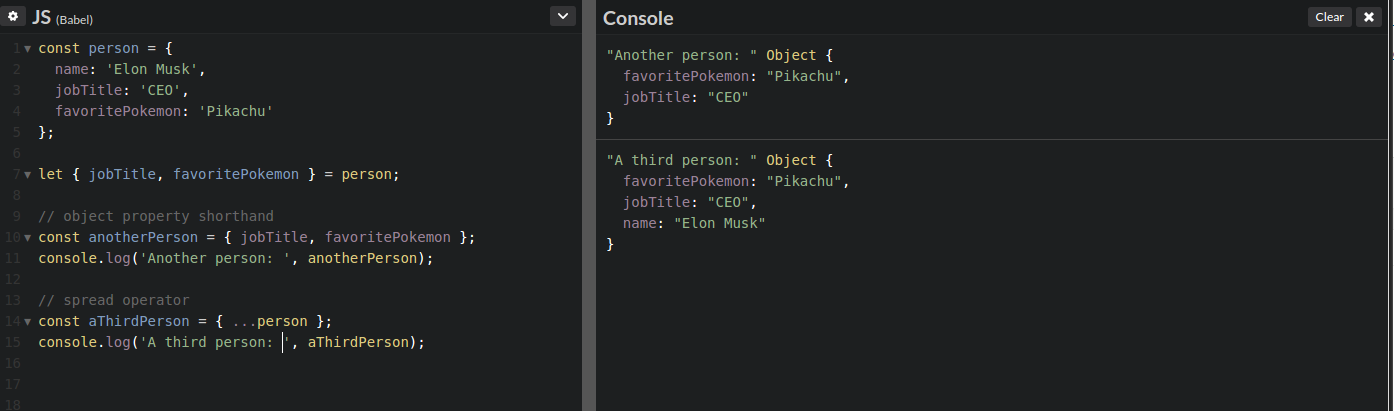 JS (Babel)
1 const person = {
2 name: 'Elon Musk',
3 jobTitle: 'CEO',
4 favoritePokemon: 'Pikachu'
5 };
6
7 let { jobTitle, favoritePokemon } = person;
8
9 // object property shorthand
10 const anotherPerson = { jobTitle, favoritePokemon };
11 console.log('Another person: ', anotherPerson);
12
13 // spread operator
14 const aThirdPerson = { ...person };
15 console.log('A third person: ', aThirdPerson);
16
17
18
Console
Clear
"Another person: " Object {
favoritePokemon: "Pikachu",
jobTitle: "CEO"
}
"A third person: " Object {
favoritePokemon: "Pikachu",
jobTitle: "CEO",
name: "Elon Musk"
}